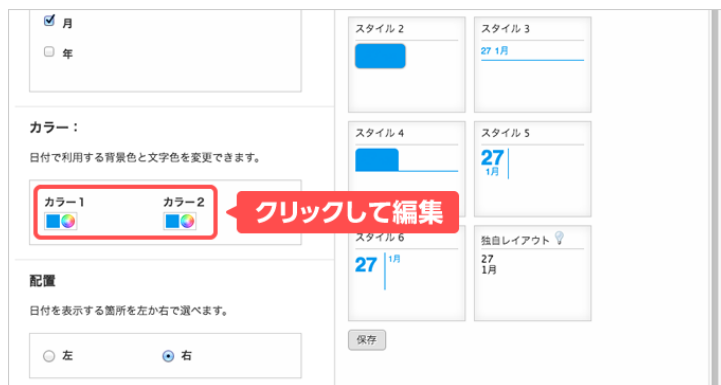 月
年
カラー：
日付で利用する背景色と文字色を変更できます。
カラー1
カラー2
クリックして編集
配置
日付を表示する箇所を左か右で選べます。
左
右
スタイル 2
スタイル 3
27 1月
スタイル 4
スタイル 5
27
1月
スタイル 6
27
1月
独自レイアウト
27
1月
保存